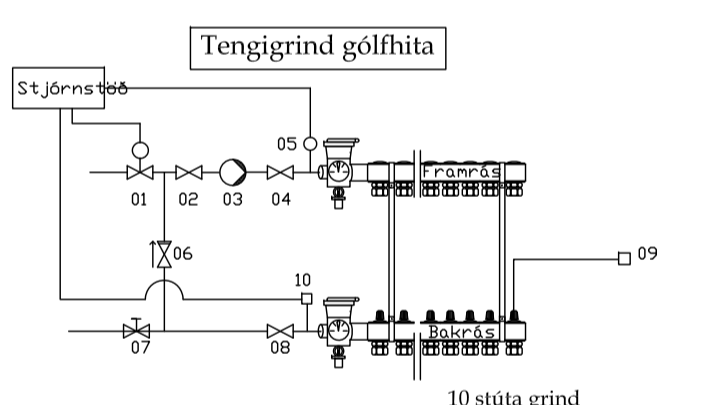 Tengigrind gólfhita
Stjórnstöð
05
Framrás
01 02 03 04
06
09
10
Bakrás
07 08
10 stúta grind